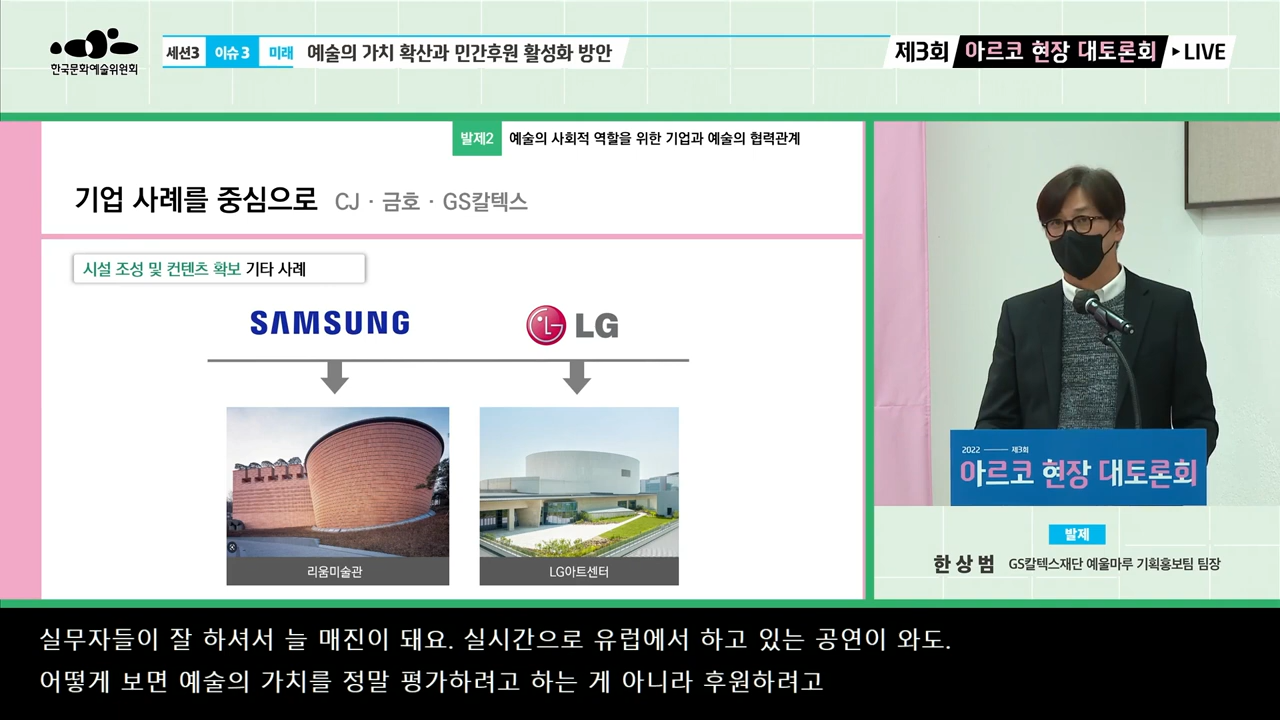 한국문화예술위원회
세션3 이슈 3 미래 예술의 가치 확산과 민간후원 활성화 방안
제3회 아르코 현장 대토론회 ▶ LIVE
발제2 예술의 사회적 역할을 위한 기업과 예술의 협력관계
기업 사례를 중심으로 CJ · 금호 · GS칼텍스
시설 조성 및 컨텐츠 확보 기타 사례
SAMSUNG
LG
리움미술관
LG아트센터
2022 제3회
아르코 현장 대토론회
발제
한상범 GS칼텍스재단 예울마루 기획홍보팀 팀장
실무자들이 잘 하셔서 늘 매진이 돼요. 실시간으로 유럽에서 하고 있는 공연이 와도.
어떻게 보면 예술의 가치를 정말 평가하려고 하는 게 아니라 후원하려고